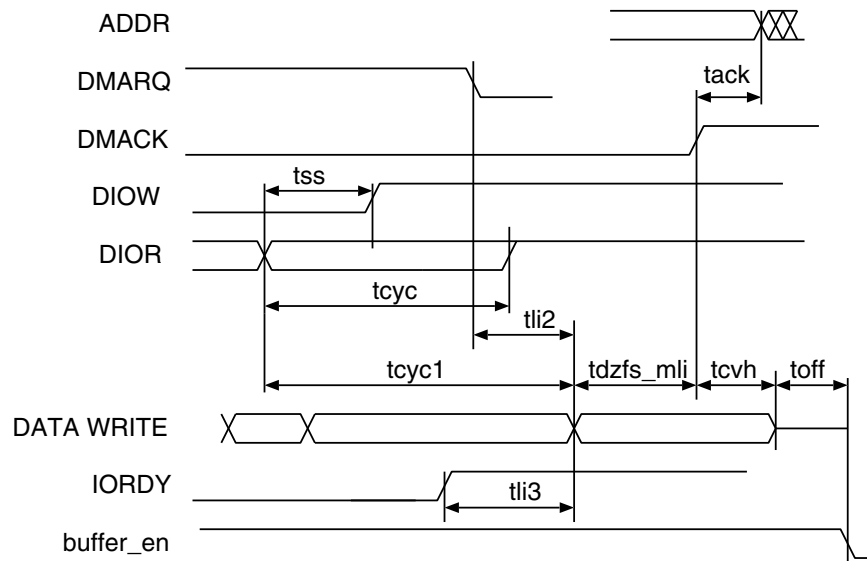 ADDR
DMARQ
tack
DMACK
tss
DIOW
DIOR
tcyc
tli2
tcyc1 tdzfs_mli tcvh toff
DATA WRITE
IORDY
tli3
buffer_en